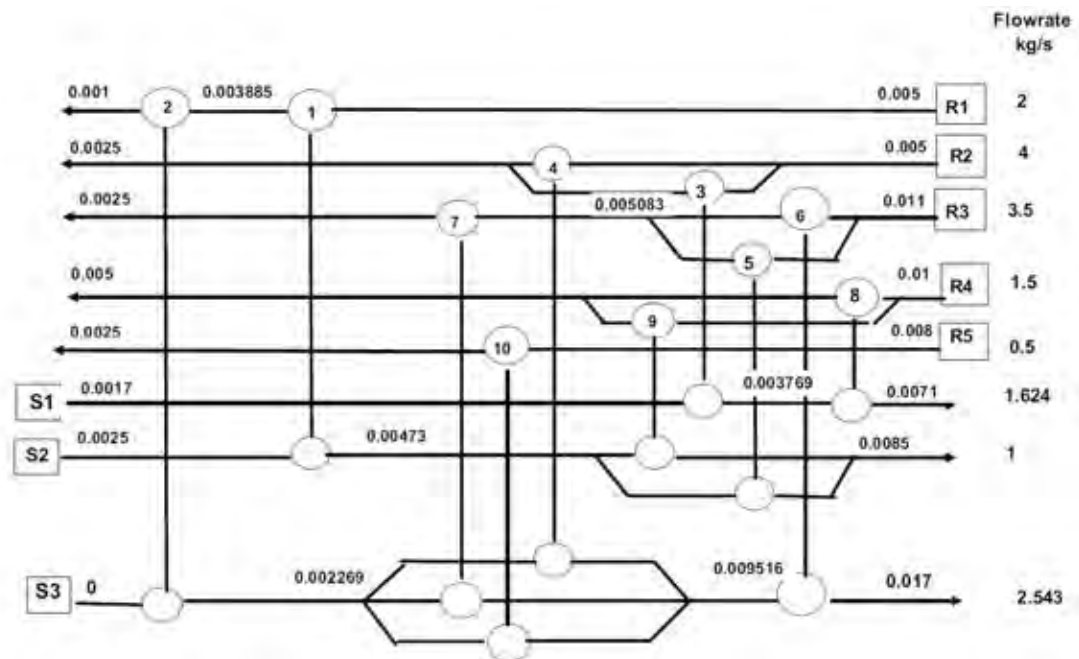 Flowrate
kg/s
0.001 2 0.003885 1 0.005 R1 2
0.0025 4 0.005 R2 4
3
0.0025 7 0.005083 6 0.011 R3 3.5
5
0.005 8 0.01 R4 1.5
9
0.0025 10 0.008 R5 0.5
S1 0.0017 0.003769 0.0071 1.624
S2 0.0025 0.00473 0.0085 1
S3 0 0.002269 0.009516 0.017 2.543